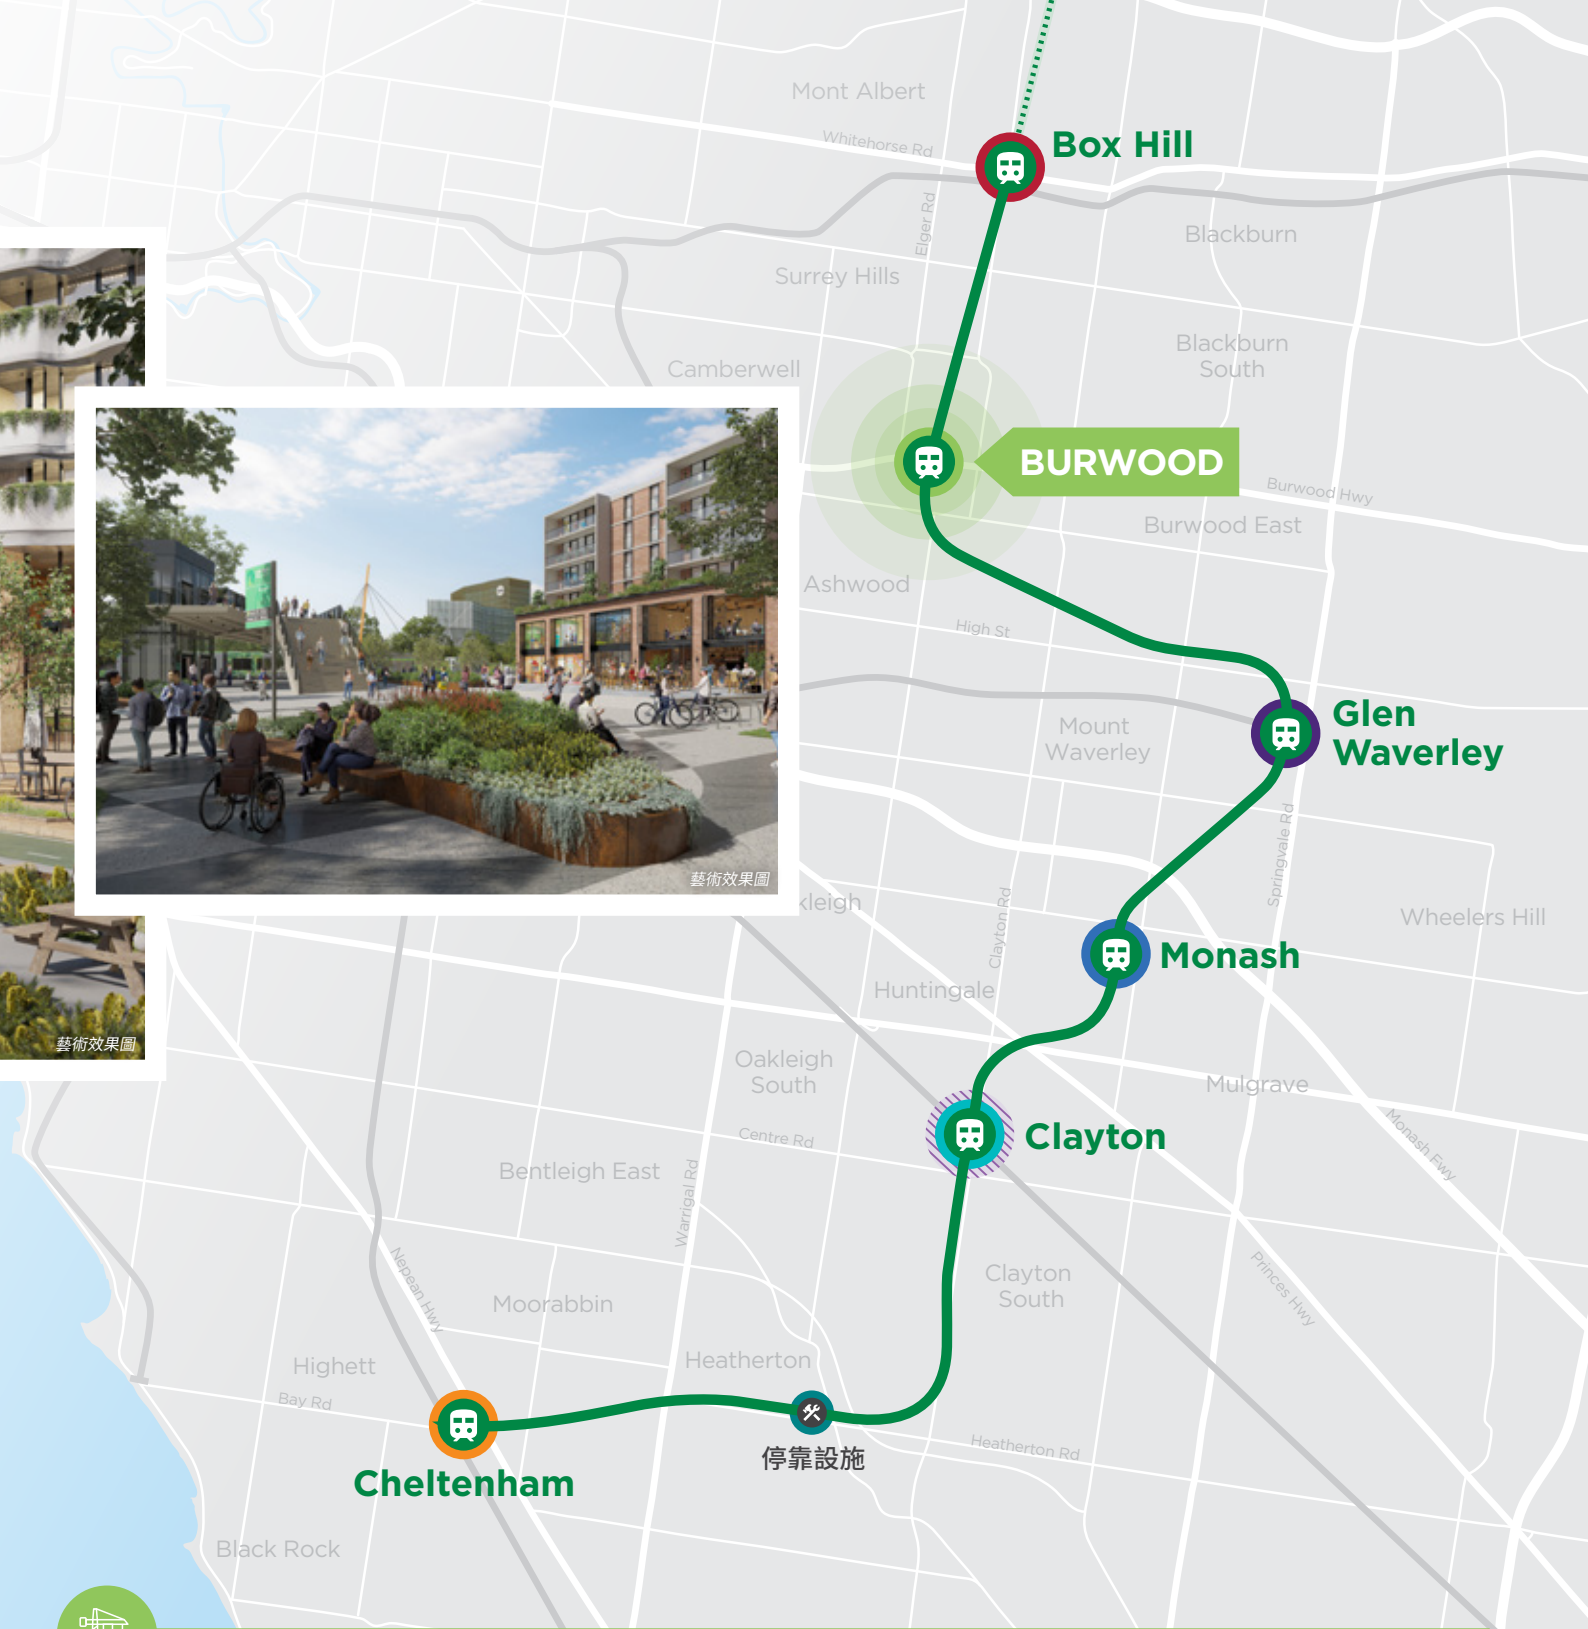 Mont Albert
Whitehorse Rd
Box Hill
Elger Rd
Blackburn
Surrey Hills
Blackburn
South
Camberwell
BURWOOD
Burwood Hwy
Burwood East
Ashwood
High St
Glen
Waverley
Mount
Waverley
Springvale Rd
藝術效果圖
kleigh
Clayton Rd
Wheelers Hill
Monash
Huntingale
藝術效果圖
Oakleigh
South
Mulgrave
Monash Fwy
Centre Rd
Clayton
Bentleigh East
Warrigal Rd
Nepean Hwy
Clayton
South
Princes Hwy
Moorabbin
Heatherton
Highett
Bay Rd
停靠設施
Heatherton Rd
Cheltenham
Black Rock